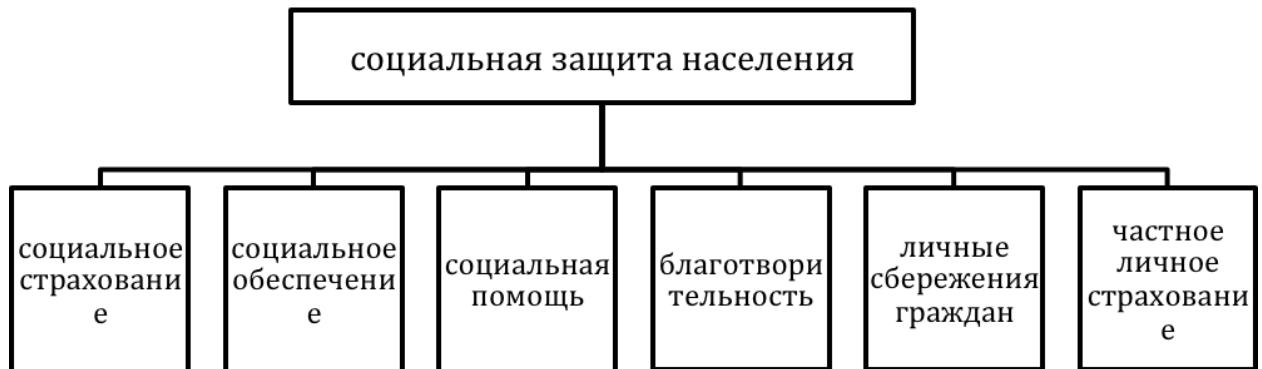 социальная защита населения
социальное
страховани
е
социальное
обеспечени
е
социальная
помощь
благотвори
тельность
личные
сбережения
граждан
частное
личное
страховани
е